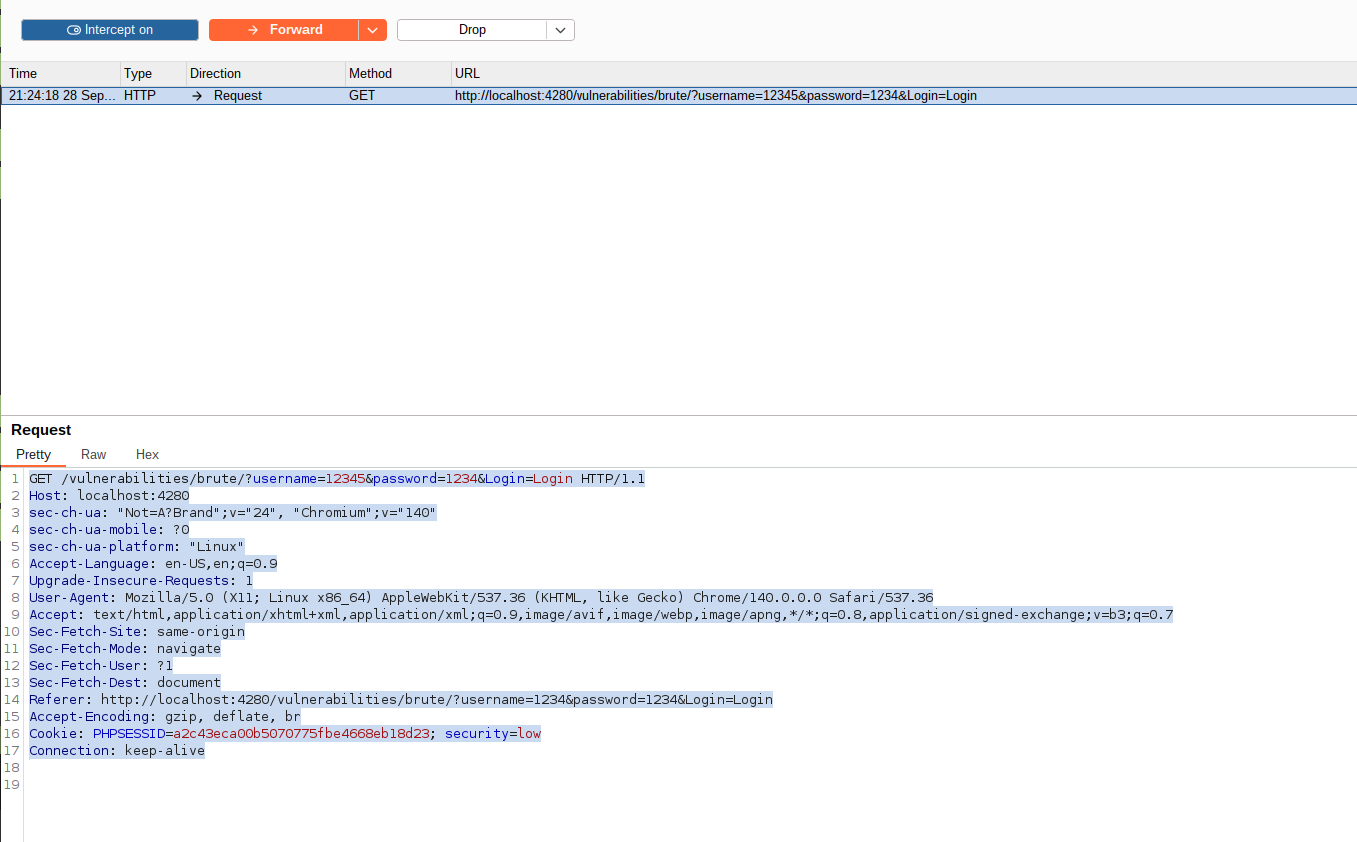 Intercept on Forward Drop
Time Type Direction Method URL
21:24:18 28 Sep... HTTP → Request GET http://localhost:4280/vulnerabilities/brute/?username=12345&password=1234&Login=Login
Request
Pretty Raw Hex
1 GET /vulnerabilities/brute/?username=12345&password=1234&Login=Login HTTP/1.1
2 Host: localhost:4280
3 sec-ch-ua: "Not=A?Brand";v="24", "Chromium";v="140"
4 sec-ch-ua-mobile: ?0
5 sec-ch-ua-platform: "Linux"
6 Accept-Language: en-US,en;q=0.9
7 Upgrade-Insecure-Requests: 1
8 User-Agent: Mozilla/5.0 (X11; Linux x86_64) AppleWebKit/537.36 (KHTML, like Gecko) Chrome/140.0.0.0 Safari/537.36
9 Accept: text/html,application/xhtml+xml,application/xml;q=0.9,image/avif,image/webp,image/apng,*/*;q=0.8,application/signed-exchange;v=b3;q=0.7
10 Sec-Fetch-Site: same-origin
11 Sec-Fetch-Mode: navigate
12 Sec-Fetch-User: ?1
13 Sec-Fetch-Dest: document
14 Referer: http://localhost:4280/vulnerabilities/brute/?username=1234&password=1234&Login=Login
15 Accept-Encoding: gzip, deflate, br
16 Cookie: PHPSESSID=a2c43eca00b5070775fbe4668eb18d23; security=low
17 Connection: keep-alive
18
19